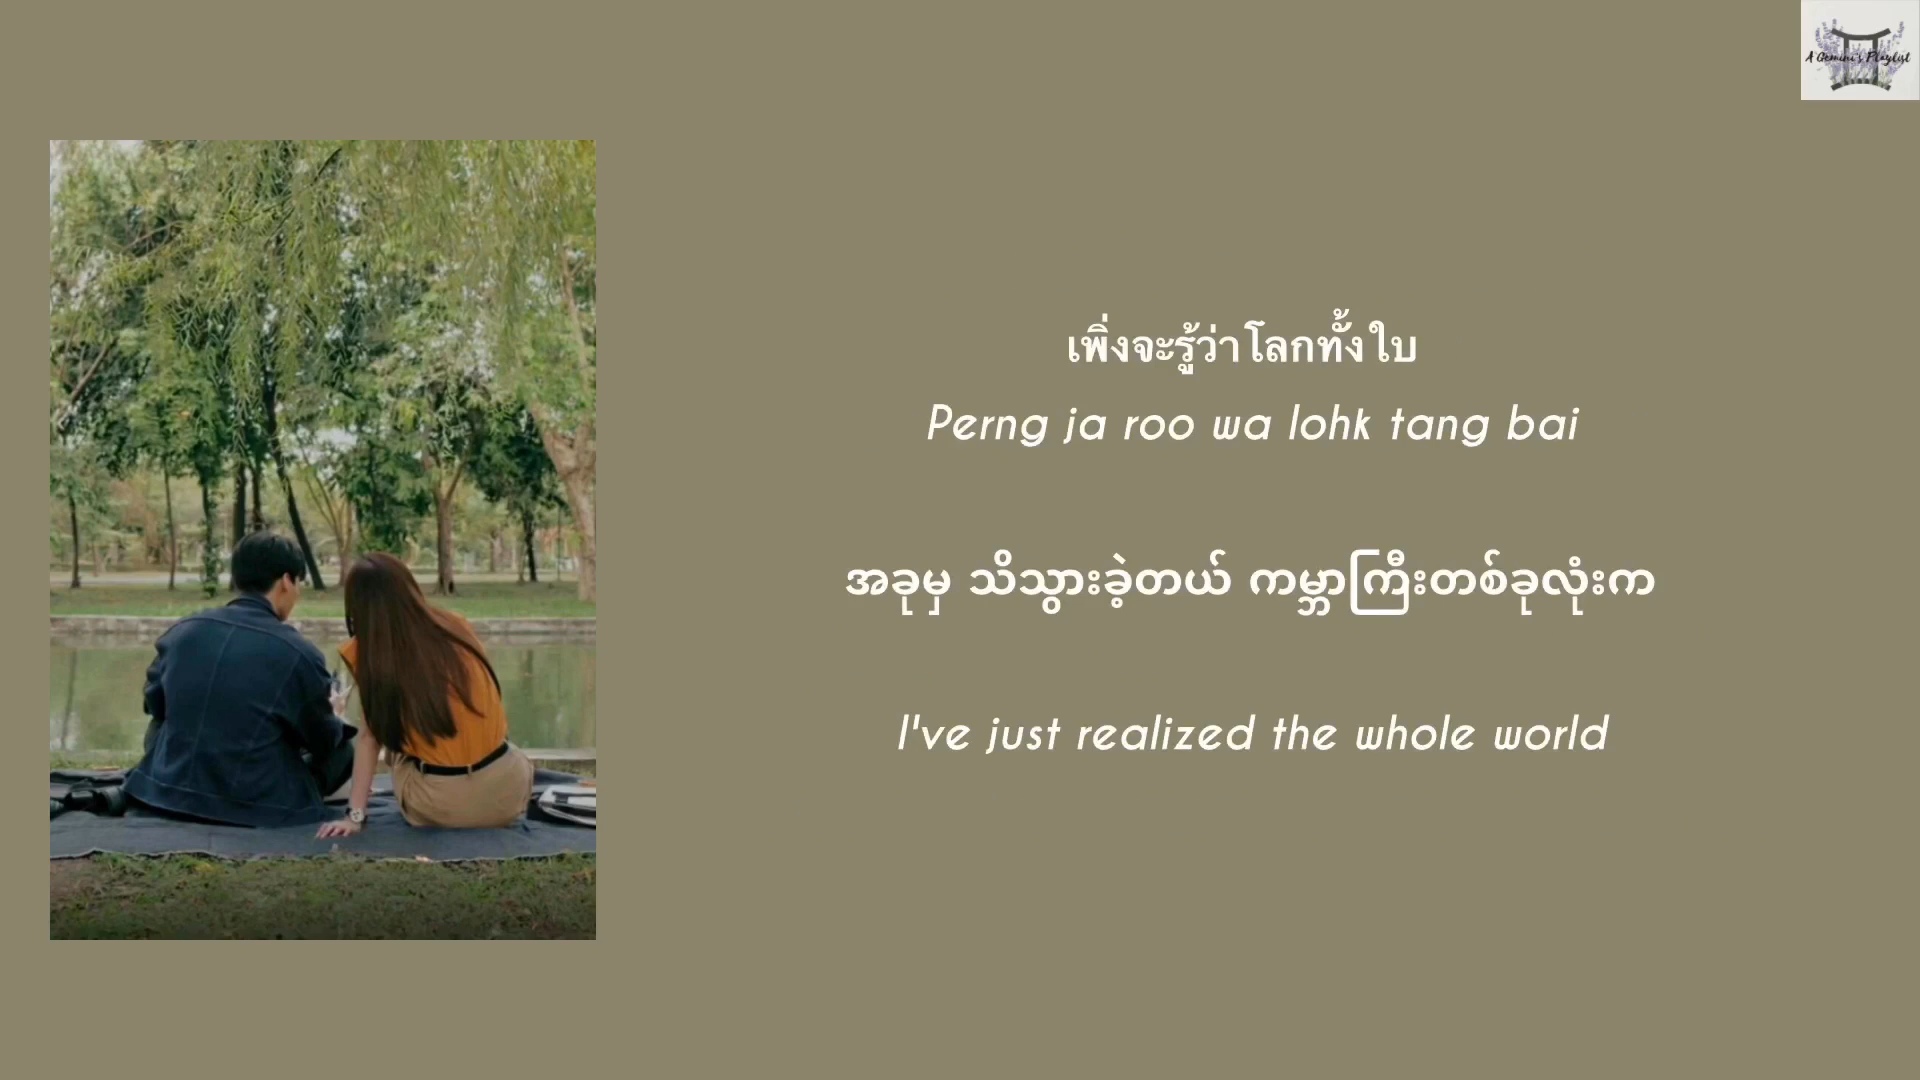 A Gemini's Playlist
เพิ่งจะรู้ว่าโลกทั้งใบ
Perng ja roo wa lohk tang bai
အခုမှ သိသွားခဲ့တယ် ကမ္ဘာကြီးတစ်ခုလုံးက
I've just realized the whole world